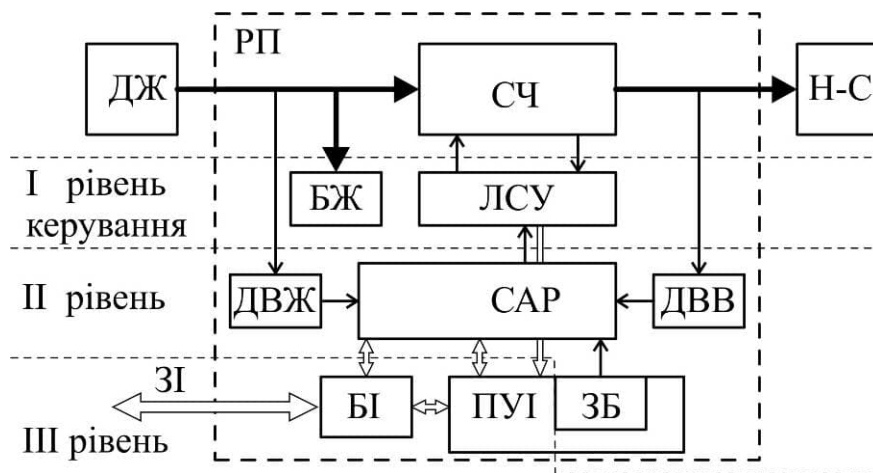 РП
ДЖ
СЧ
Н-С
І рівень
керування
БЖ
ЛСУ
ІІ рівень
ДВЖ
САР
ДВВ
ЗІ
БІ
ПУІ
ЗБ
ІІІ рівень